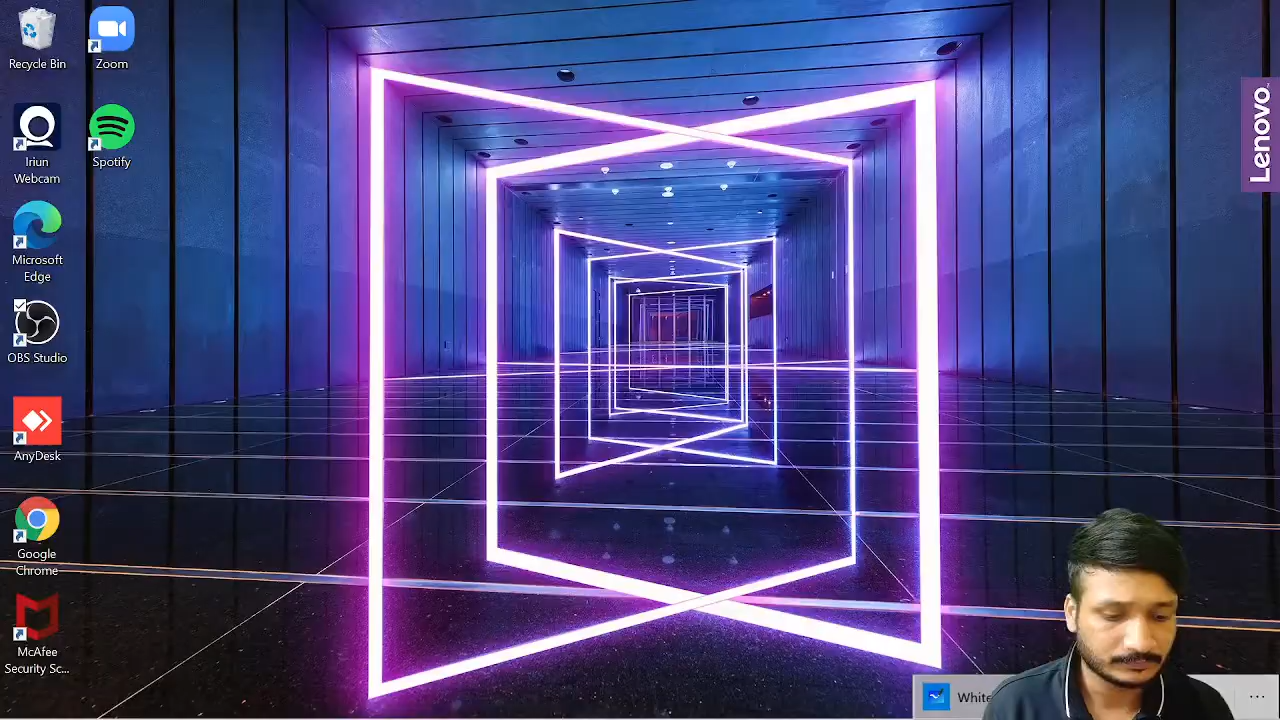 Recycle Bin
Zoom
Iriun
Webcam
Spotify
Microsoft
Edge
OBS Studio
AnyDesk
Google
Chrome
McAfee
Security Sc...
Lenovo
White